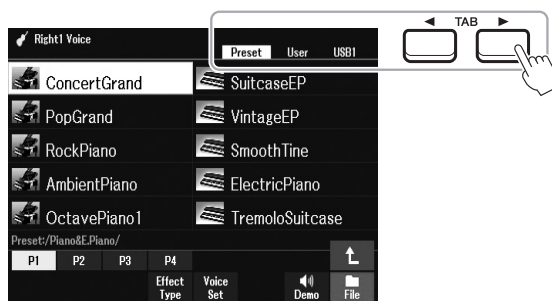 ◄ TAB ►
Right1 Voice
Preset User USB1
ConcertGrand SuitcaseEP
PopGrand VintageEP
RockPiano SmoothTine
AmbientPiano ElectricPiano
OctavePiano1 TremoloSuitcase
Preset:/Piano&E.Piano/
P1 P2 P3 P4
Effect Type Voice Set Demo File